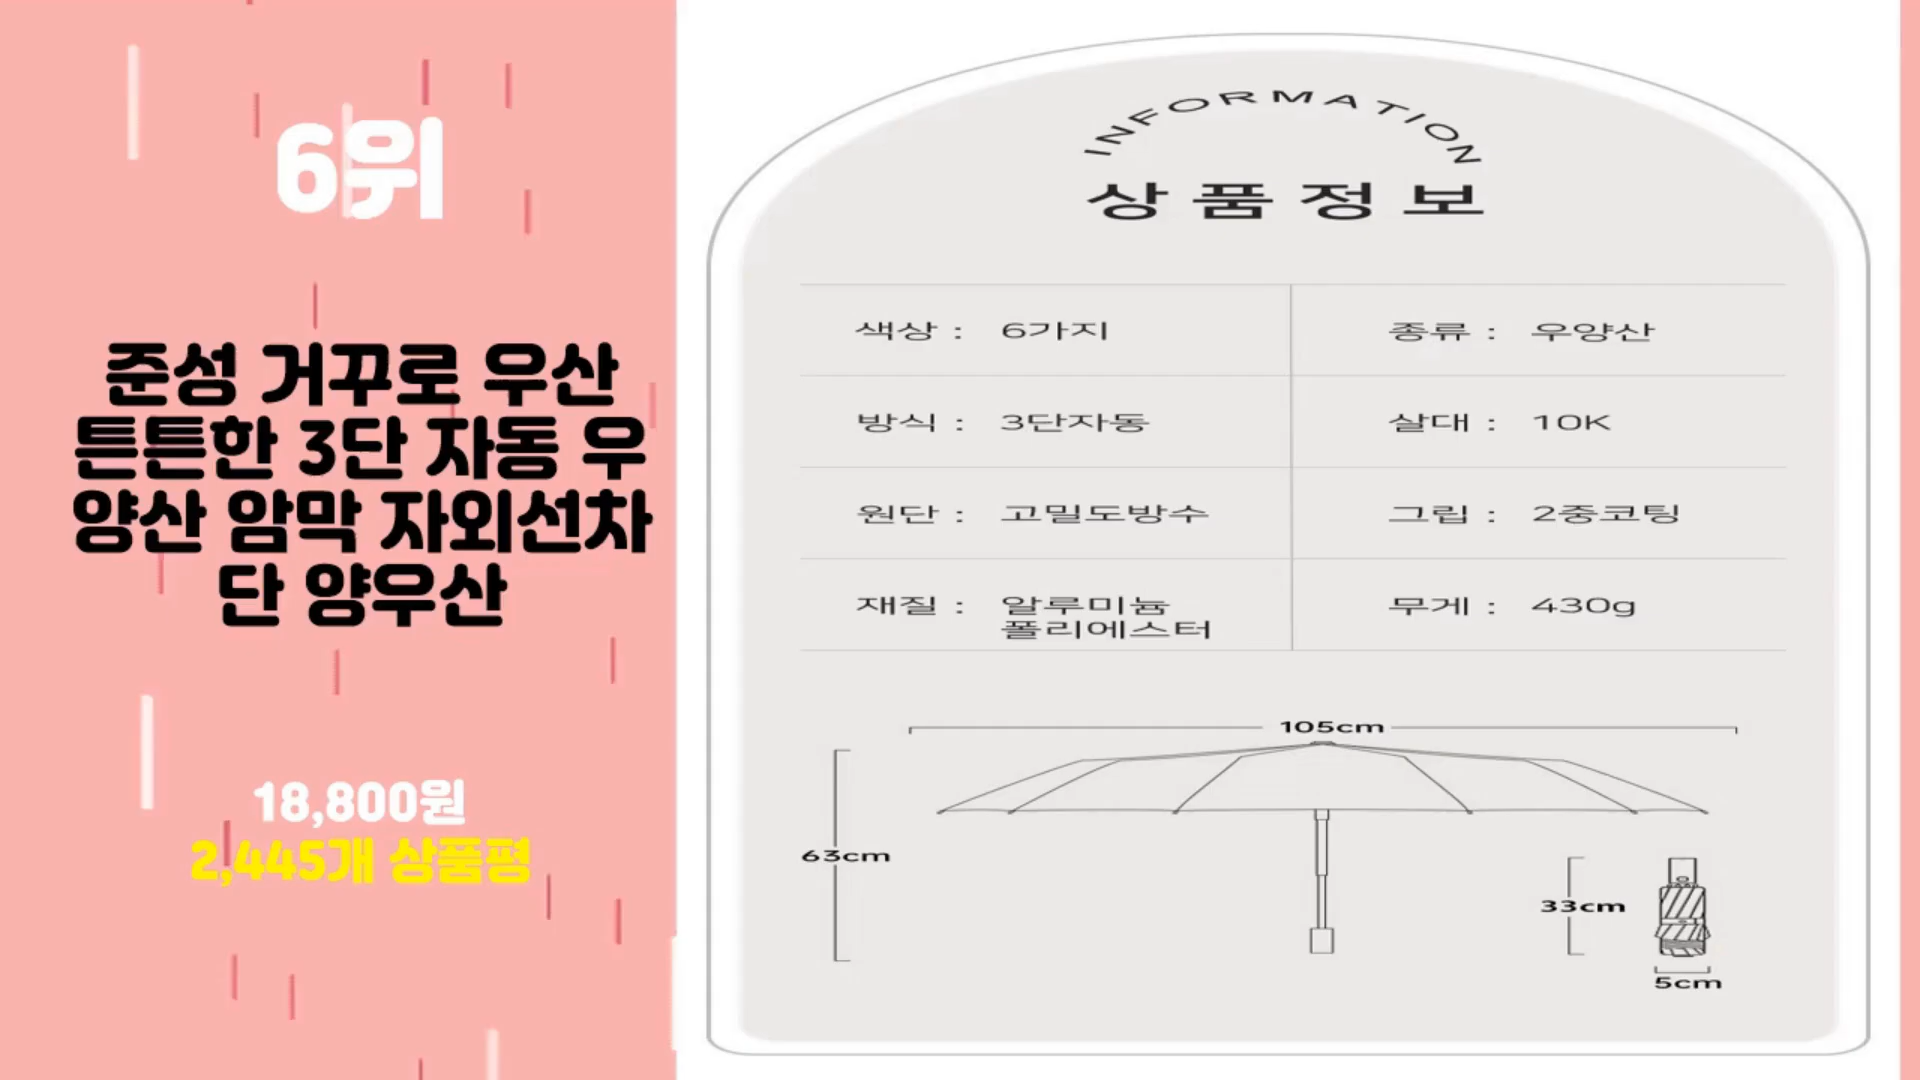 6위
준성 거꾸로 우산
튼튼한 3단 자동 우
양산 암막 자외선차
단 양우산
18,800원
2,445개 상품평
INFORMATION
상품정보
색상 : 6가지
종류 : 우양산
방식 : 3단자동
살대 : 10K
원단 : 고밀도방수
그립 : 2중코팅
재질 : 알루미늄
폴리에스터
무게 : 430g
105cm
63cm
33cm
5cm